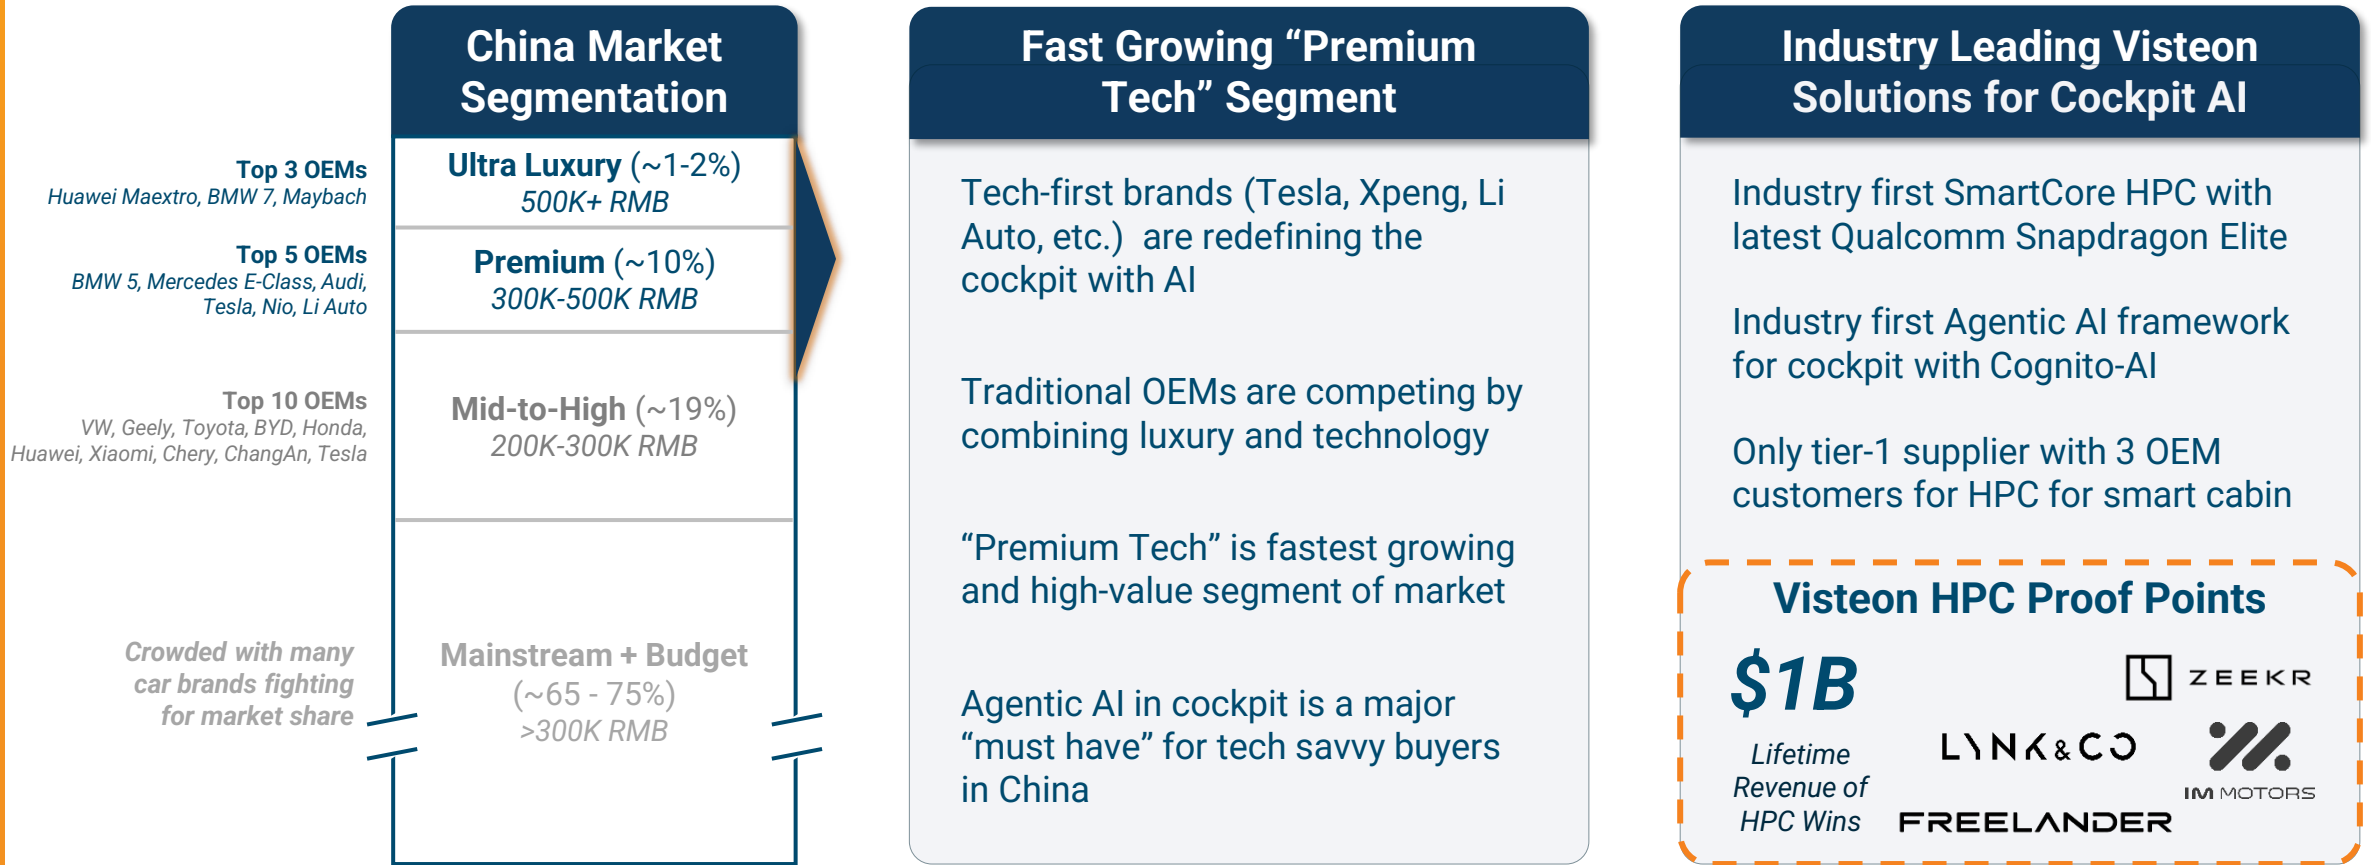 China Market
Segmentation
Top 3 OEMs
Huawei Maextro, BMW 7, Maybach
Ultra Luxury (~1-2%)
500K+ RMB
Top 5 OEMs
BMW 5, Mercedes E-Class, Audi,
Tesla, Nio, Li Auto
Premium (~10%)
300K-500K RMB
Top 10 OEMs
VW, Geely, Toyota, BYD, Honda,
Huawei, Xiaomi, Chery, ChangAn, Tesla
Mid-to-High (~19%)
200K-300K RMB
Crowded with many
car brands fighting
for market share
Mainstream + Budget
(~65 - 75%)
>300K RMB
Fast Growing “Premium
Tech” Segment
Tech-first brands (Tesla, Xpeng, Li
Auto, etc.)  are redefining the
cockpit with AI
Traditional OEMs are competing by
combining luxury and technology
“Premium Tech” is fastest growing
and high-value segment of market
Agentic AI in cockpit is a major
“must have” for tech savvy buyers
in China
Industry Leading Visteon
Solutions for Cockpit AI
Industry first SmartCore HPC with
latest Qualcomm Snapdragon Elite
Industry first Agentic AI framework
for cockpit with Cognito-AI
Only tier-1 supplier with 3 OEM
customers for HPC for smart cabin
Visteon HPC Proof Points
$1B
Lifetime
Revenue of
HPC Wins
ZEEKR
LYNK & CO
IM MOTORS
FREELANDER